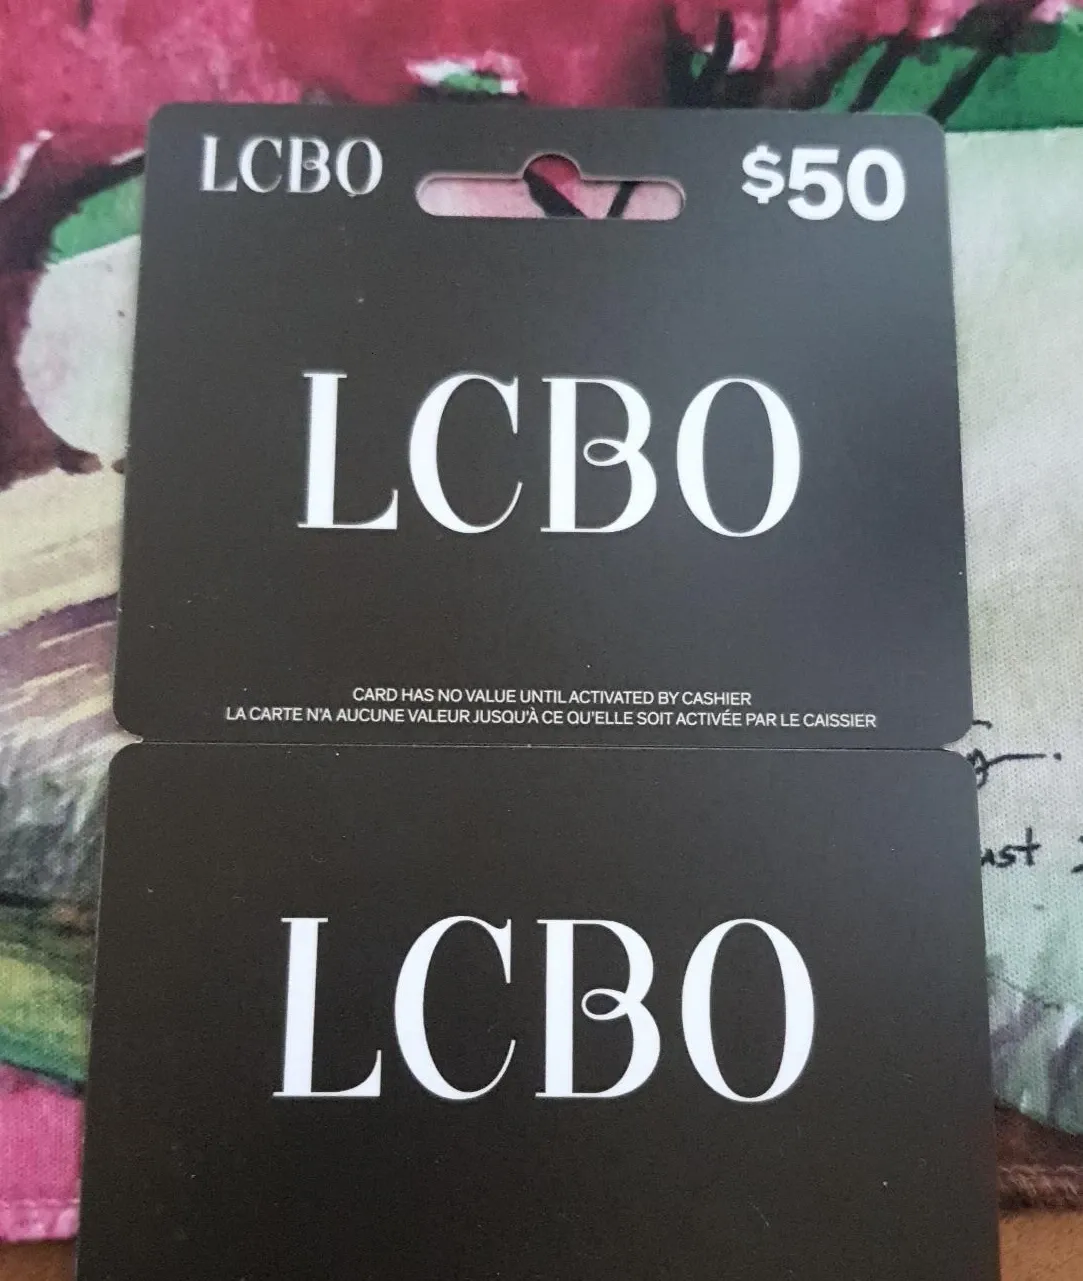 LCBO
$50
LCBO
CARD HAS NO VALUE UNTIL ACTIVATED BY CASHIER
LA CARTE N'A AUCUNE VALEUR JUSQU'À CE QU'ELLE SOIT ACTIVÉE PAR LE CAISSIER
LCBO